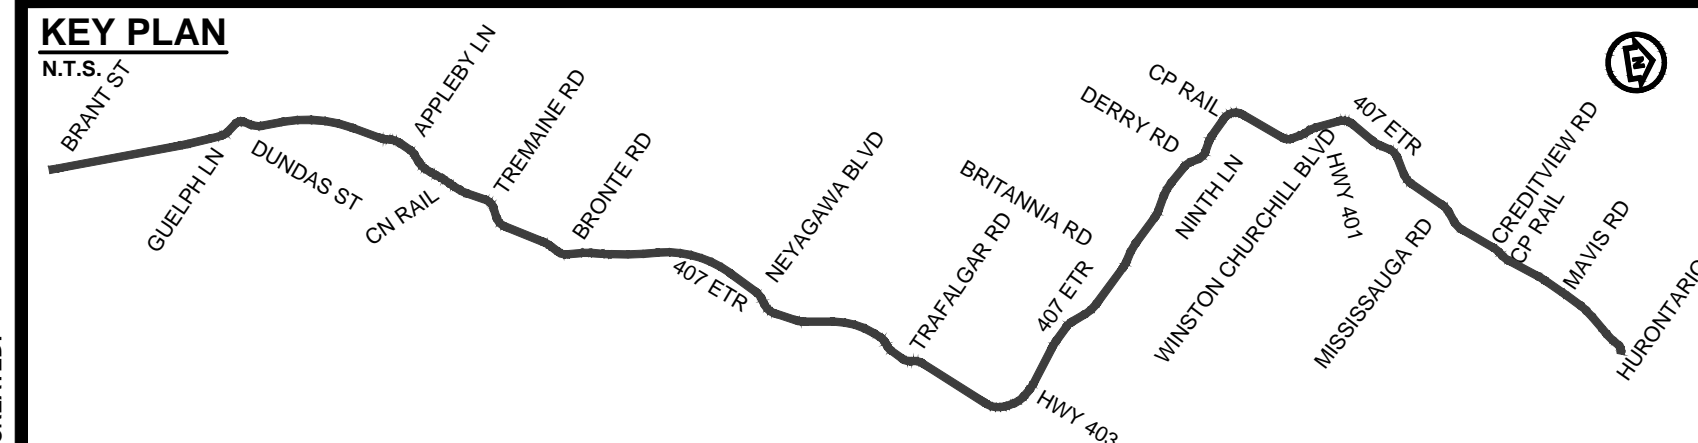 KEY PLAN
N.T.S.
BRANT ST
GUELPH LN
DUNDAS ST
APPLEBY LN
CN RAIL
TREMAINE RD
BRONTE RD
407 ETR
NEYAGAWA BLVD
TRAFALGAR RD
HWY 403
407 ETR
BRITANNIA RD
DERRY RD
CP RAIL
NINTH LN
WINSTON CHURCHILL BLVD
HWY 401
407 ETR
MISSISSAUGA RD
CREDITVIEW RD
CP RAIL
MAVIS RD
HURONTARIO
N